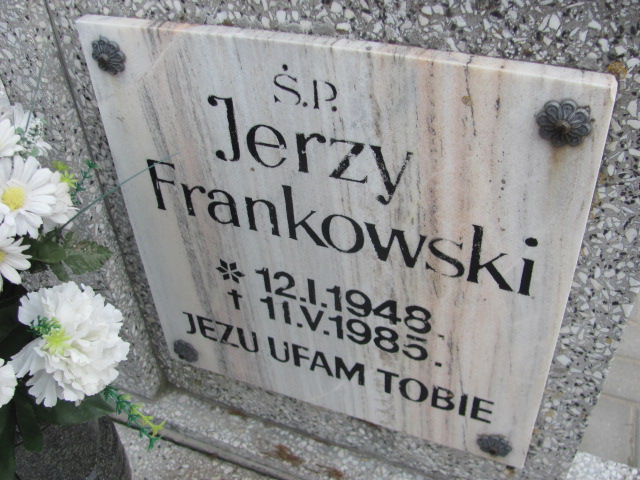 Ś.P.
Jerzy
Frankowski
* 12.I.1948.
† 11.V.1985.
JEZU UFAM TOBIE